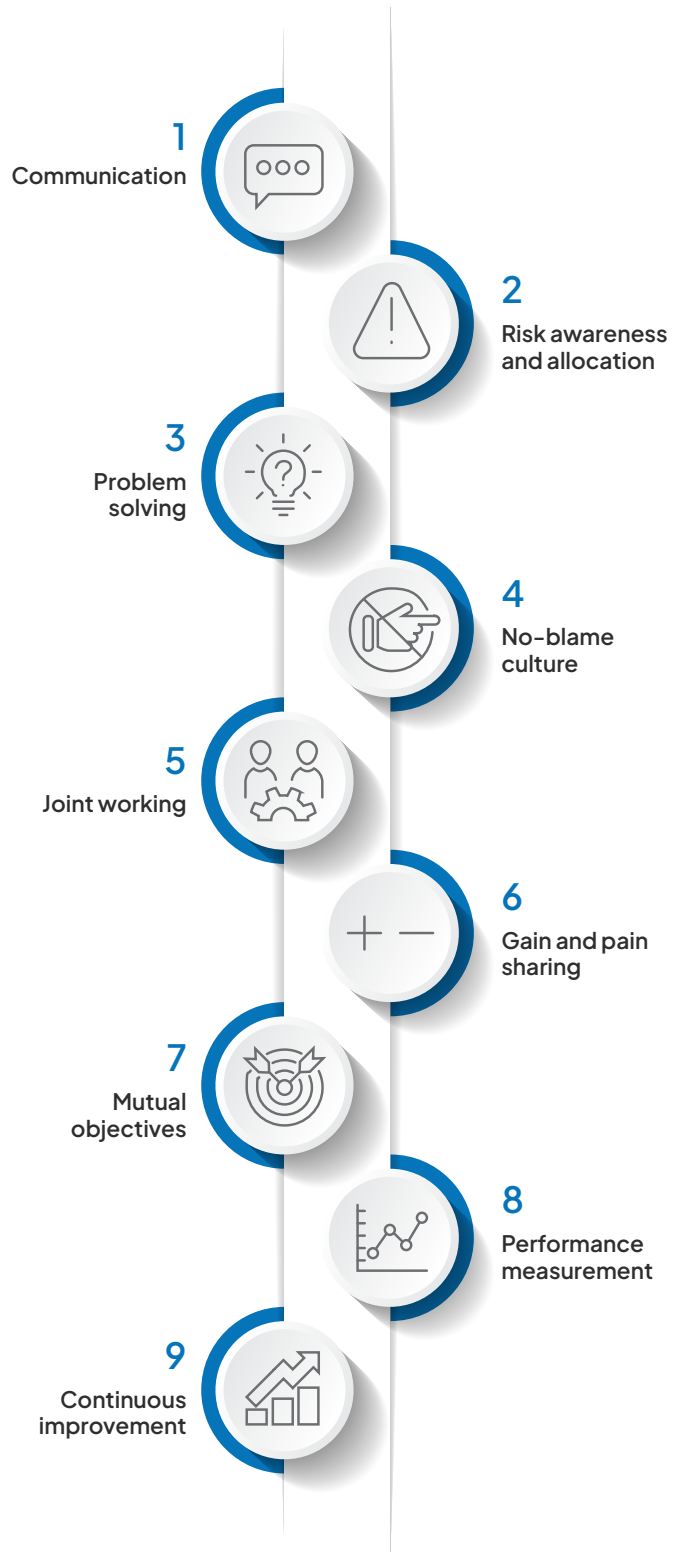 1
Communication
2
Risk awareness
and allocation
3
Problem
solving
4
No-blame
culture
5
Joint working
6
Gain and pain
sharing
7
Mutual
objectives
8
Performance
measurement
9
Continuous
improvement